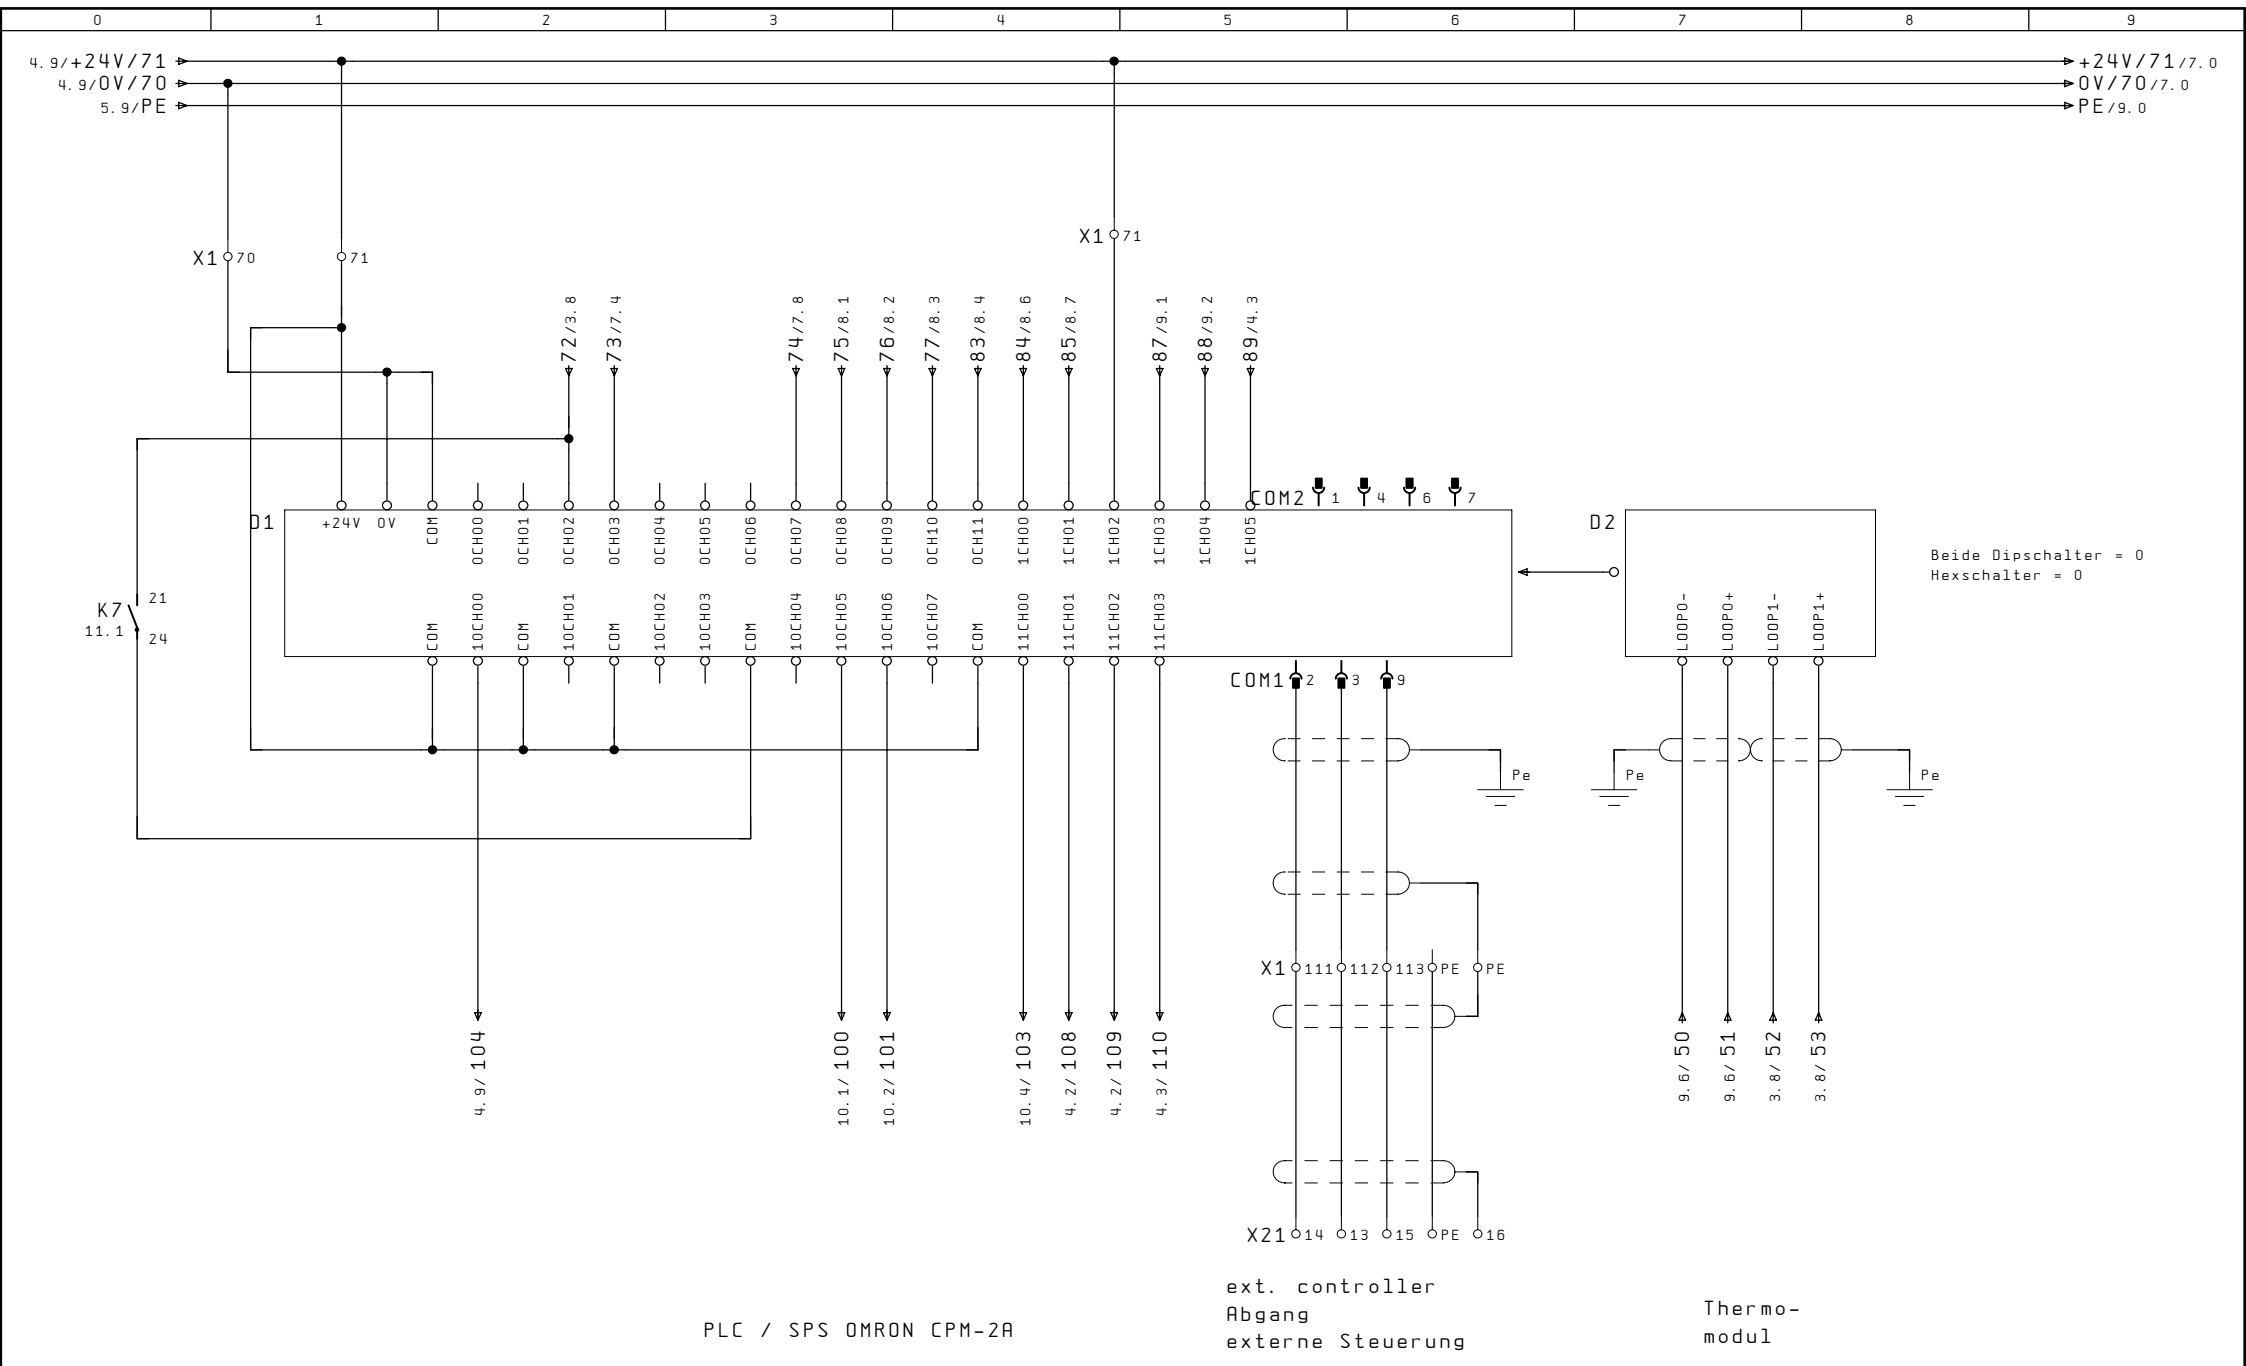 0 1 2 3 4 5 6 7 8 9
4.9/+24V/71 +24V/71/7.0
4.9/0V/70 0V/70/7.0
5.9/PE PE/9.0
X1 71
X1 70 71
72/3.8 73/7.4 74/7.8 75/8.1 76/8.2 77/8.3 83/8.4 84/8.6 85/8.7 87/9.1 88/9.2 89/4.3
COM2 1 4 6 7
D1 +24V 0V COM 0CH00 0CH01 0CH02 0CH03 0CH04 0CH05 0CH06 0CH07 0CH08 0CH09 0CH10 0CH11 1CH00 1CH01 1CH02 1CH03 1CH04 1CH05
D2
Beide Dipschalter = 0
Hexschalter = 0
21
K7
11.1 24
COM 10CH00 COM 10CH01 COM 10CH02 10CH03 COM 10CH04 10CH05 10CH06 10CH07 COM 11CH00 11CH01 11CH02 11CH03
LOOP0- LOOP0+ LOOP1- LOOP1+
COM1 2 3 9
Pe Pe Pe
X1 111 112 113 PE PE
4.9/104 10.1/100 10.2/101 10.4/103 4.2/108 4.2/109 4.3/110
9.6/50 9.6/51 3.8/52 3.8/53
X21 14 13 15 PE 16
PLC / SPS OMRON CPM-2A
ext. controller
Abgang
externe Steuerung
Thermo-
modul